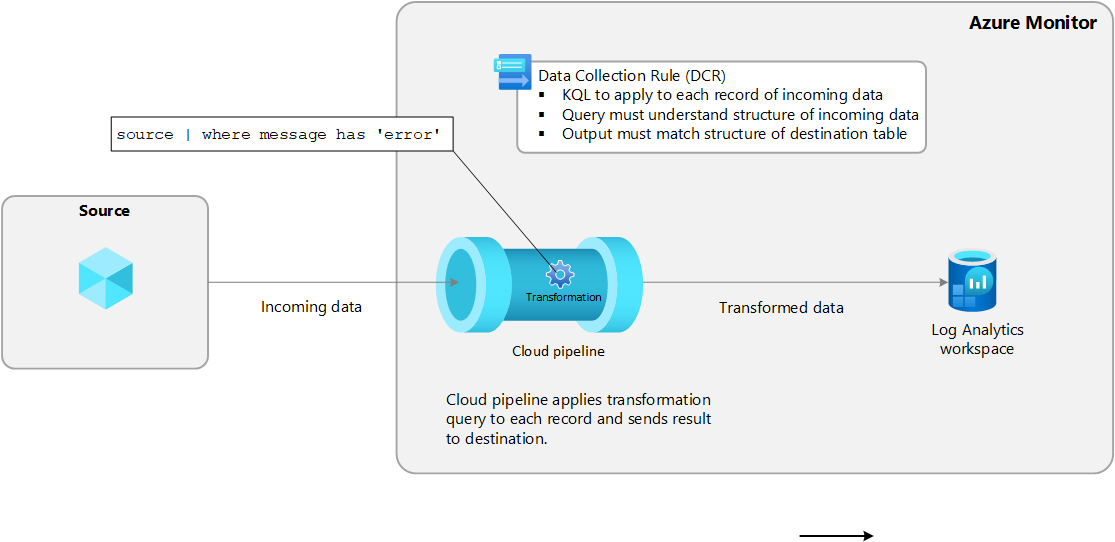 Azure Monitor
Data Collection Rule (DCR)
▪ KQL to apply to each record of incoming data
▪ Query must understand structure of incoming data
▪ Output must match structure of destination table
source | where message has 'error'
Source
Incoming data
Transformation
Cloud pipeline
Transformed data
Log Analytics
workspace
Cloud pipeline applies transformation
query to each record and sends result
to destination.